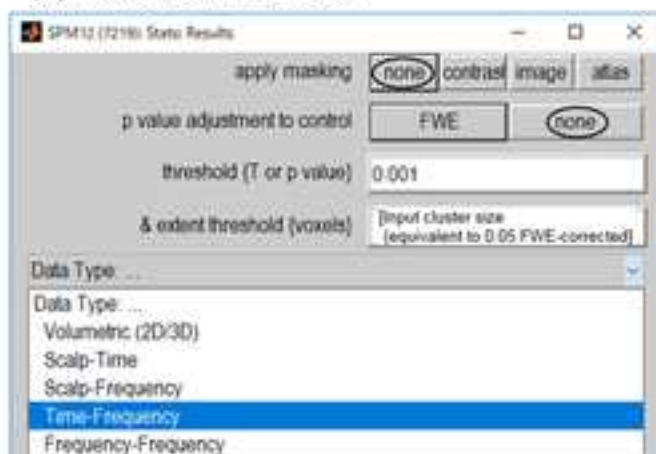 SPM12 (7219): Stats Results
apply masking none contrast image atlas
p value adjustment to control FWE none
threshold {T or p value} 0.001
& extent threshold {voxels} [Input cluster size
(equivalent to 0.05 FWE-corrected]
Data Type: ...
Data Type: ...
Volumetric (2D/3D)
Scalp-Time
Scalp-Frequency
Time-Frequency
Frequency-Frequency